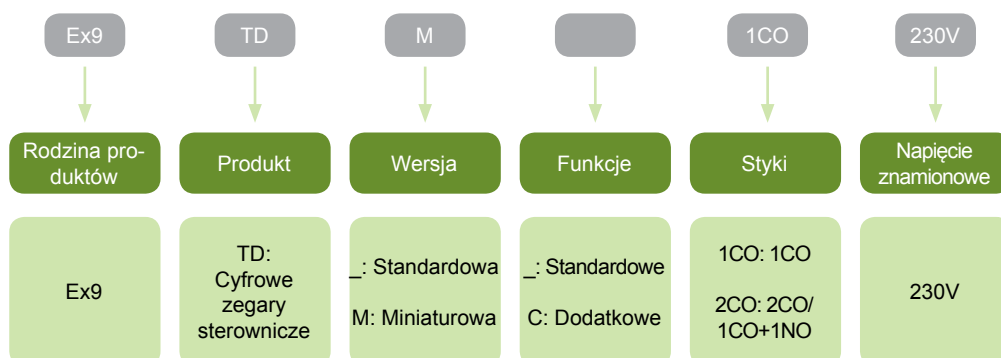 Ex9
TD
M
1CO
230V
Rodzina pro-
duktów
Produkt
Wersja
Funkcje
Styki
Napięcie
znamionowe
Ex9
TD:
Cyfrowe
zegary
sterownicze
_: Standardowa
M: Miniaturowa
_: Standardowe
C: Dodatkowe
1CO: 1CO
2CO: 2CO/
1CO+1NO
230V